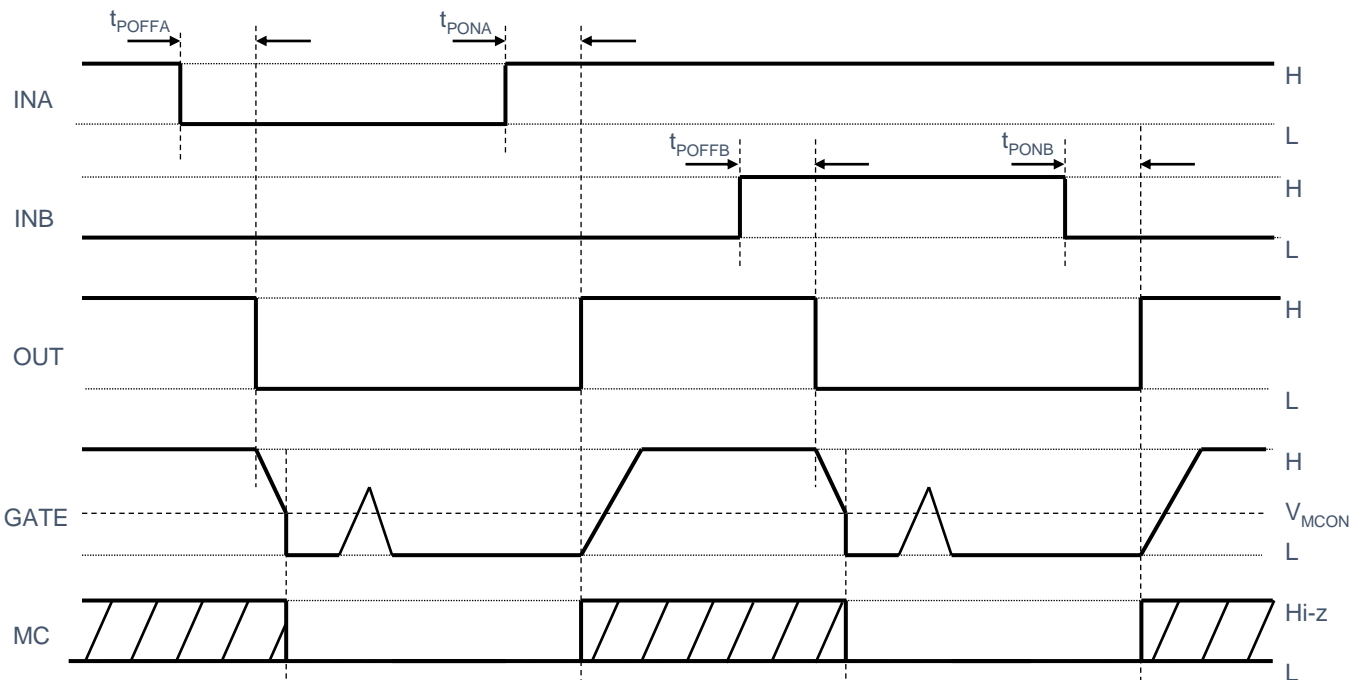 tPOFFA
tPONA
INA
H
L
tPOFFB
tPONB
INB
H
L
OUT
H
L
GATE
H
VMCON
L
MC
Hi-z
L